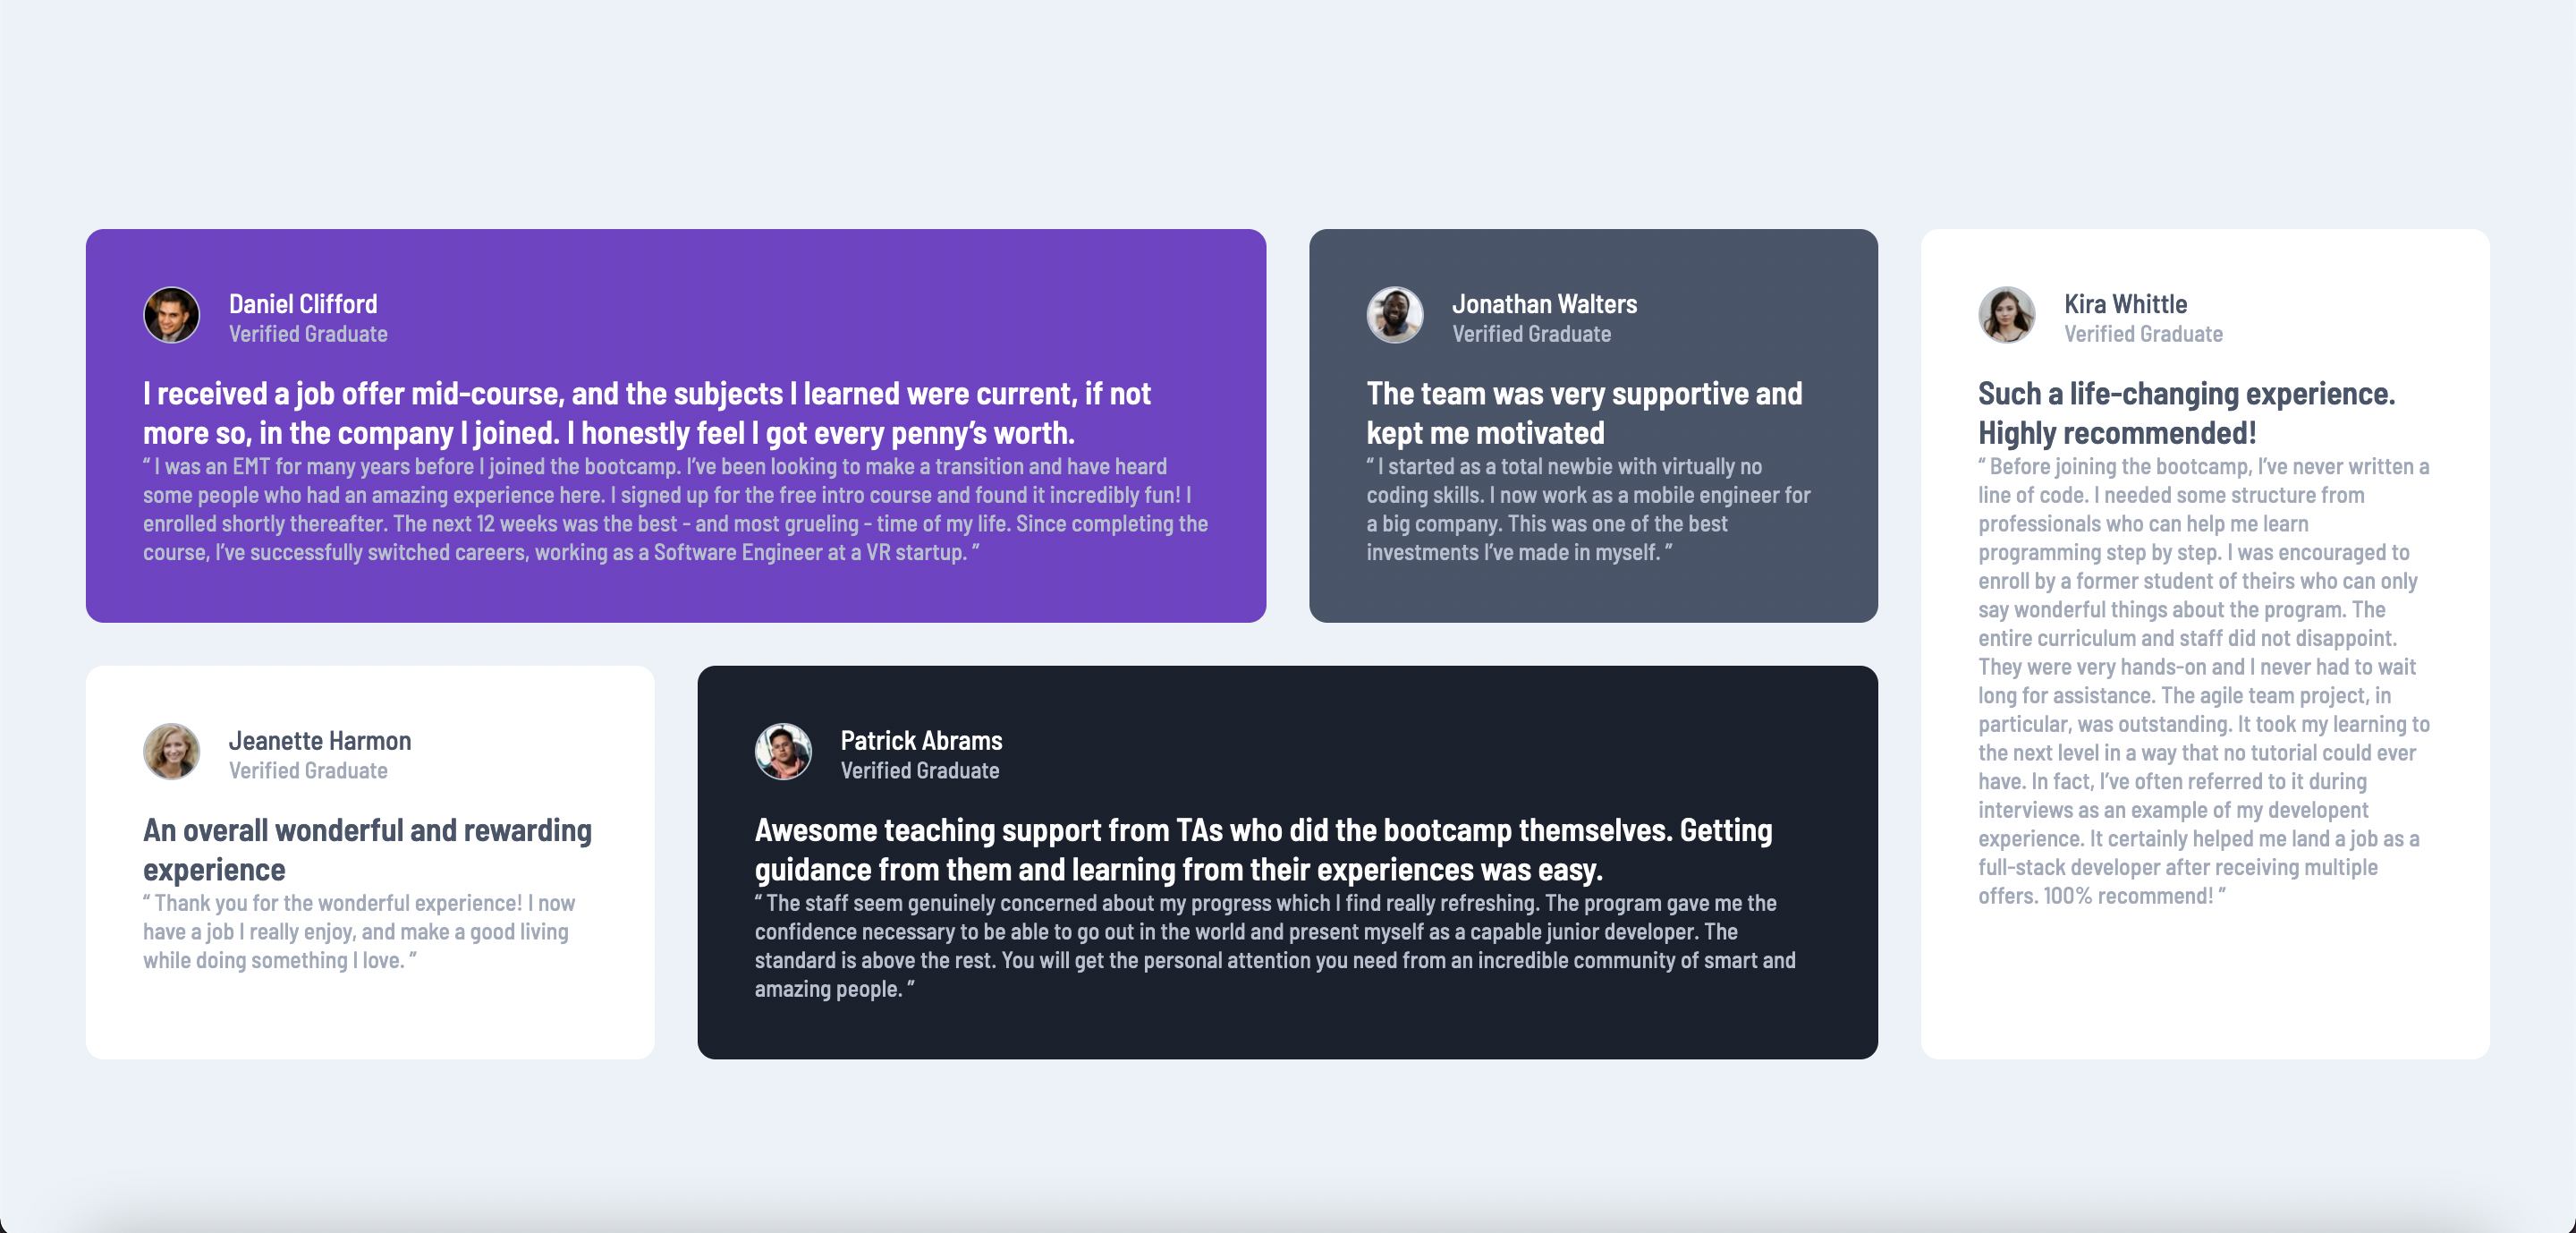 Daniel Clifford
Verified Graduate
I received a job offer mid-course, and the subjects I learned were current, if not
more so, in the company I joined. I honestly feel I got every penny’s worth.
“ I was an EMT for many years before I joined the bootcamp. I’ve been looking to make a transition and have heard
some people who had an amazing experience here. I signed up for the free intro course and found it incredibly fun! I
enrolled shortly thereafter. The next 12 weeks was the best - and most grueling - time of my life. Since completing the
course, I’ve successfully switched careers, working as a Software Engineer at a VR startup. ”
Jonathan Walters
Verified Graduate
The team was very supportive and
kept me motivated
“ I started as a total newbie with virtually no
coding skills. I now work as a mobile engineer for
a big company. This was one of the best
investments I’ve made in myself. ”
Kira Whittle
Verified Graduate
Such a life-changing experience.
Highly recommended!
“ Before joining the bootcamp, I’ve never written a
line of code. I needed some structure from
professionals who can help me learn
programming step by step. I was encouraged to
enroll by a former student of theirs who can only
say wonderful things about the program. The
entire curriculum and staff did not disappoint.
They were very hands-on and I never had to wait
long for assistance. The agile team project, in
particular, was outstanding. It took my learning to
the next level in a way that no tutorial could ever
have. In fact, I’ve often referred to it during
interviews as an example of my developent
experience. It certainly helped me land a job as a
full-stack developer after receiving multiple
offers. 100% recommend! ”
Jeanette Harmon
Verified Graduate
An overall wonderful and rewarding
experience
“ Thank you for the wonderful experience! I now
have a job I really enjoy, and make a good living
while doing something I love. ”
Patrick Abrams
Verified Graduate
Awesome teaching support from TAs who did the bootcamp themselves. Getting
guidance from them and learning from their experiences was easy.
“ The staff seem genuinely concerned about my progress which I find really refreshing. The program gave me the
confidence necessary to be able to go out in the world and present myself as a capable junior developer. The
standard is above the rest. You will get the personal attention you need from an incredible community of smart and
amazing people. ”